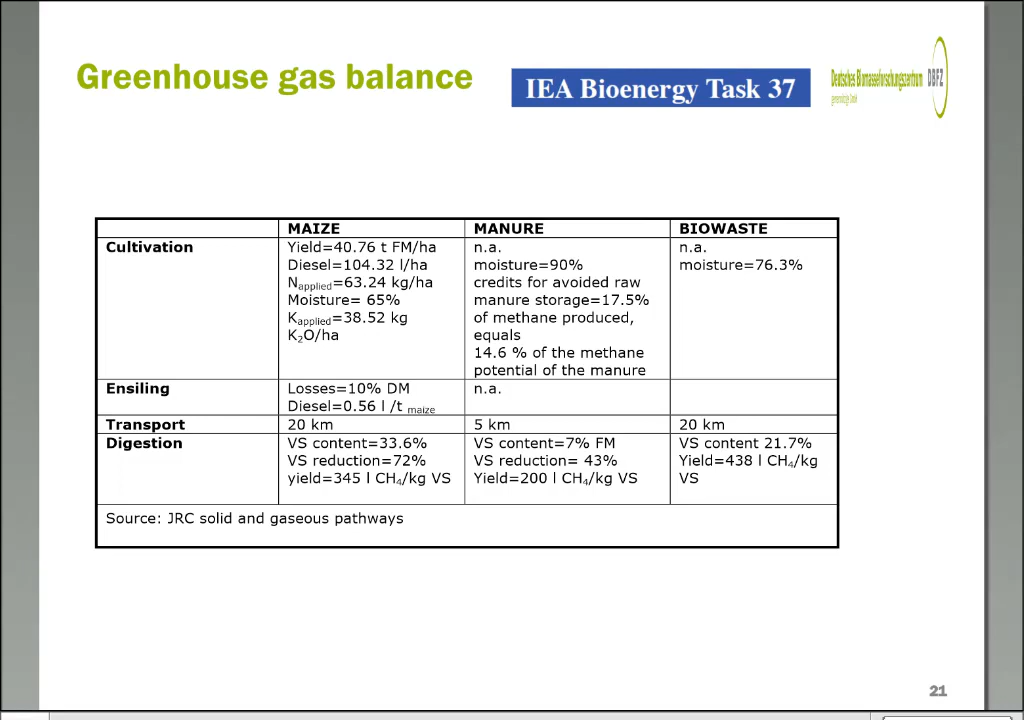 Greenhouse gas balance
IEA Bioenergy Task 37
Deutsches Biomasseforschungszentrum
gemeinnützige GmbH
DBFZ
MAIZE MANURE BIOWASTE
Cultivation
Yield=40.76 t FM/ha
Diesel=104.32 l/ha
Napplied=63.24 kg/ha
Moisture= 65%
Kapplied=38.52 kg
K2O/ha
n.a.
moisture=90%
credits for avoided raw
manure storage=17.5%
of methane produced,
equals
14.6 % of the methane
potential of the manure
n.a.
moisture=76.3%
Ensiling
Losses=10% DM
Diesel=0.56 l /t maize
n.a.
Transport 20 km 5 km 20 km
Digestion
VS content=33.6%
VS reduction=72%
yield=345 l CH4/kg VS
VS content=7% FM
VS reduction= 43%
Yield=200 l CH4/kg VS
VS content 21.7%
Yield=438 l CH4/kg
VS
Source: JRC solid and gaseous pathways
21